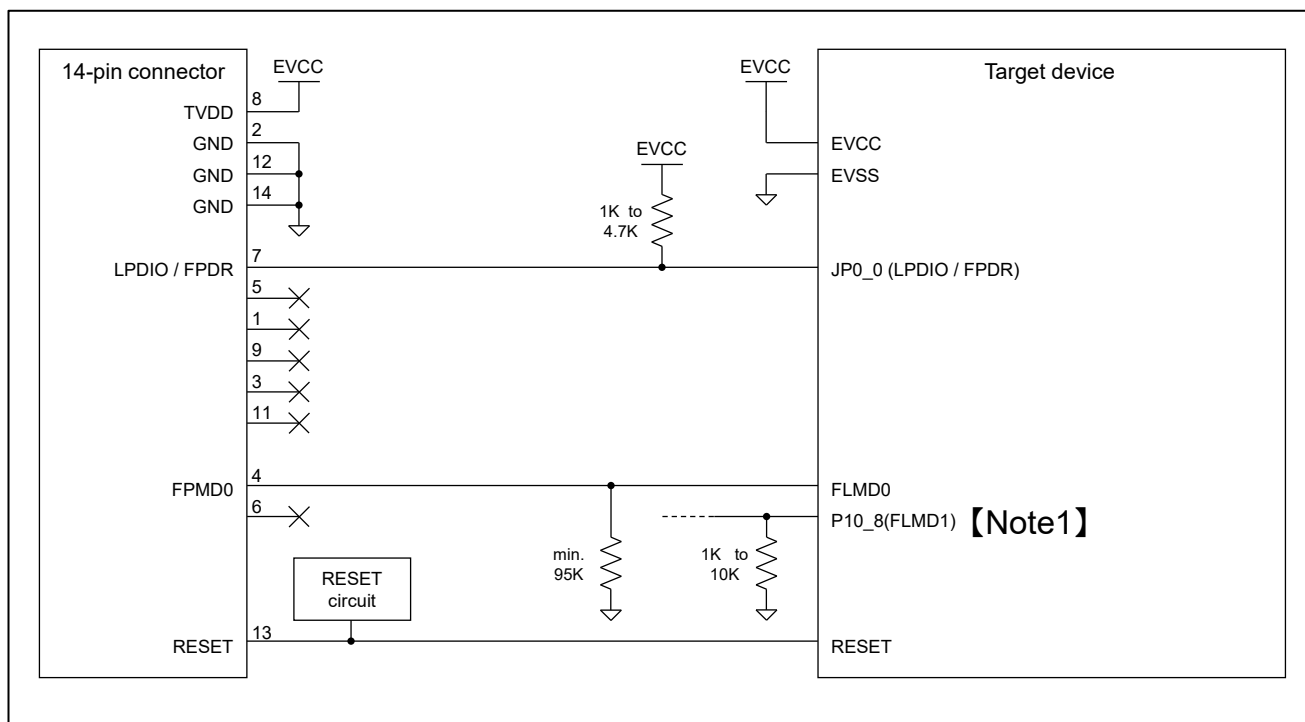 14-pin connector
EVCC
EVCC
Target device
8
TVDD
2
GND
12
GND
14
GND
EVCC
EVCC
EVSS
1K to
4.7K
7
LPDIO / FPDR
JP0_0 (LPDIO / FPDR)
5
1
9
3
11
4
FPMD0
FLMD0
6
P10_8(FLMD1) 【Note1】
min.
95K
1K to
10K
RESET
circuit
13
RESET
RESET